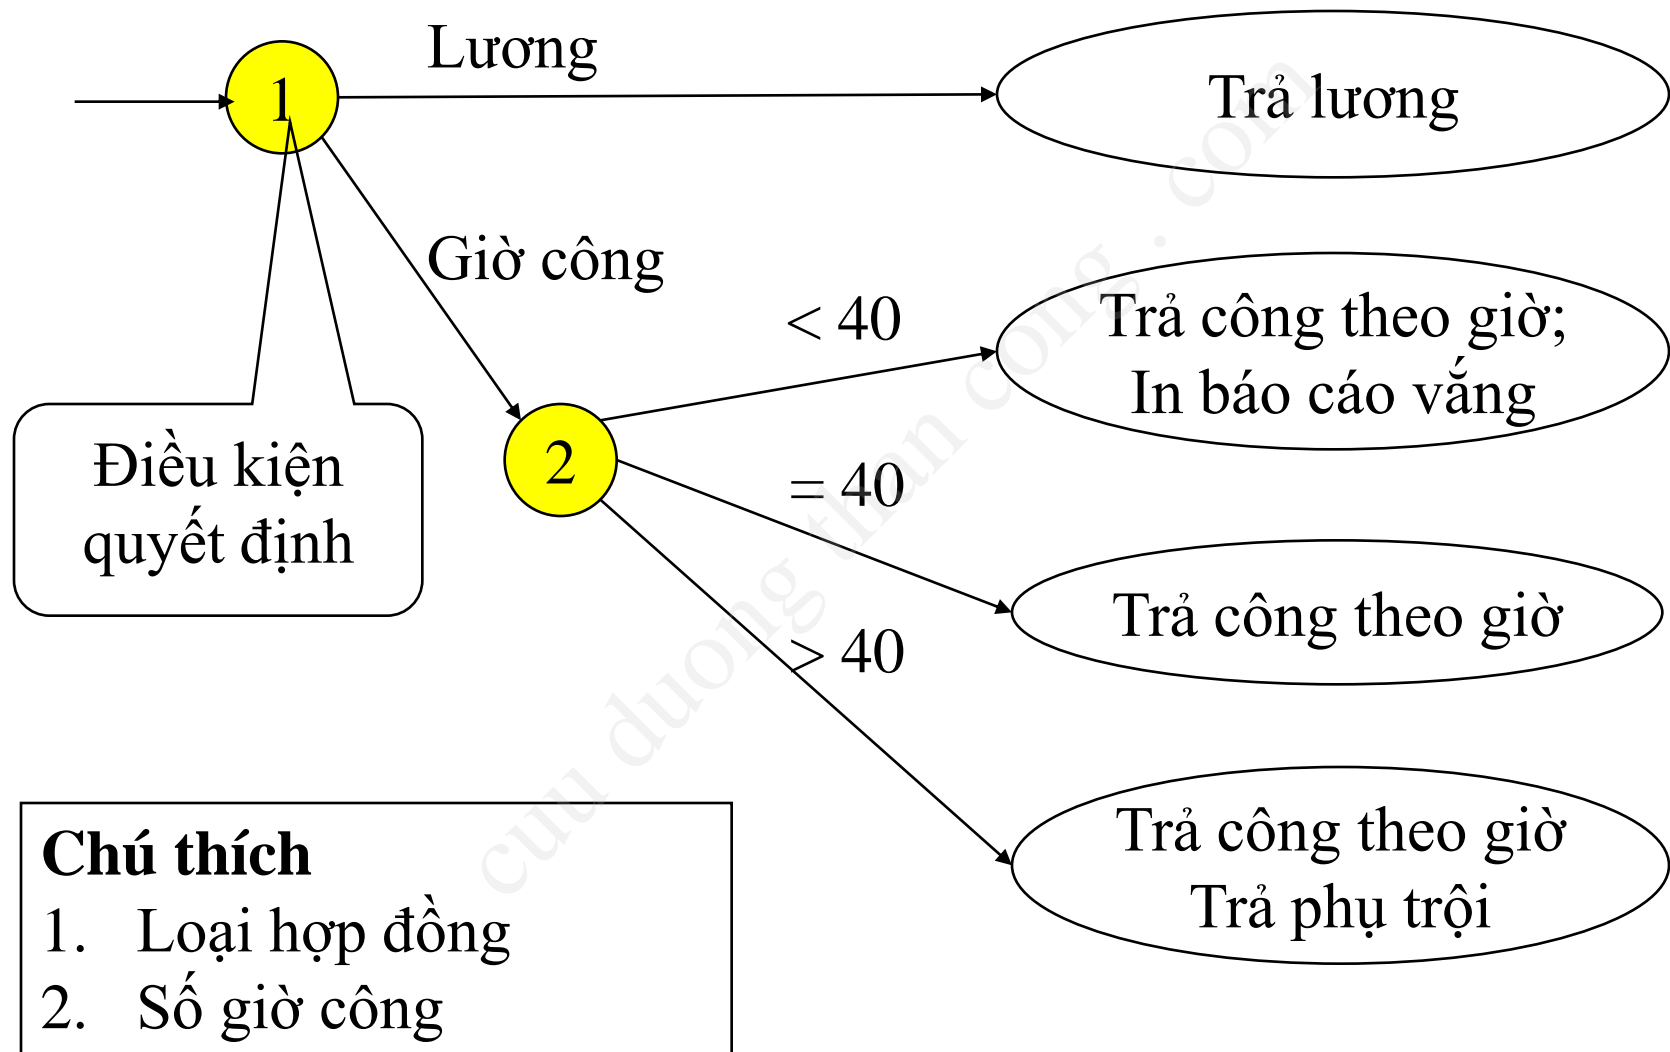 Lương
1
Trả lương
Giờ công
< 40
Trả công theo giờ;
In báo cáo vắng
Điều kiện
quyết định
2
= 40
Trả công theo giờ
> 40
Trả công theo giờ
Trả phụ trội
Chú thích
1. Loại hợp đồng
2. Số giờ công
cuu duong than cong . com